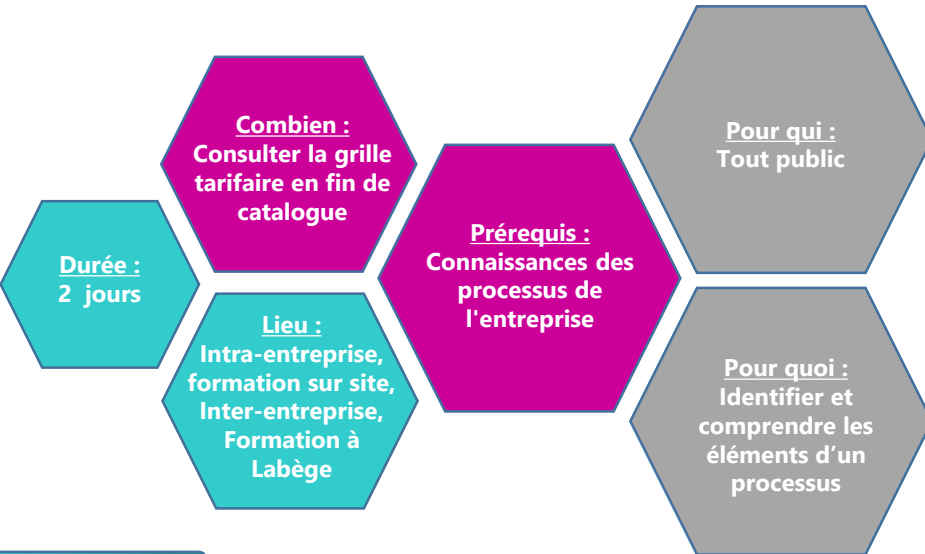 Durée :
2 jours
Combien :
Consulter la grille
tarifaire en fin de
catalogue
Lieu :
Intra-entreprise,
formation sur site,
Inter-entreprise,
Formation à
Labège
Prérequis :
Connaissances des
processus de
l'entreprise
Pour qui :
Tout public
Pour quoi :
Identifier et
comprendre les
éléments d’un
processus